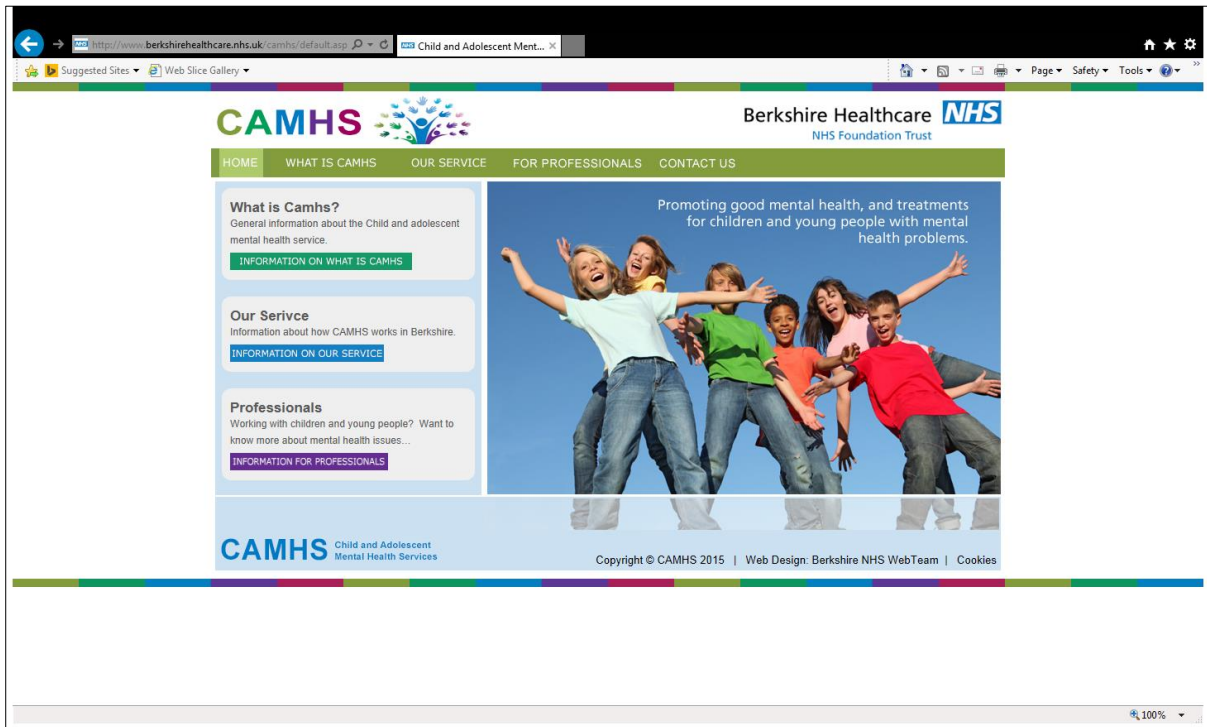 http://www.berkshirehealthcare.nhs.uk/camhs/default.asp
NHS Child and Adolescent Ment...
Suggested Sites Web Slice Gallery
Page Safety Tools
CAMHS
Berkshire Healthcare NHS
NHS Foundation Trust
HOME WHAT IS CAMHS OUR SERVICE FOR PROFESSIONALS CONTACT US
What is Camhs?
General information about the Child and adolescent
mental health service.
INFORMATION ON WHAT IS CAMHS
Our Serivce
Information about how CAMHS works in Berkshire.
INFORMATION ON OUR SERVICE
Professionals
Working with children and young people? Want to
know more about mental health issues...
INFORMATION FOR PROFESSIONALS
Promoting good mental health, and treatments
for children and young people with mental
health problems.
CAMHS Child and Adolescent
Mental Health Services
Copyright © CAMHS 2015 | Web Design: Berkshire NHS WebTeam | Cookies
100%